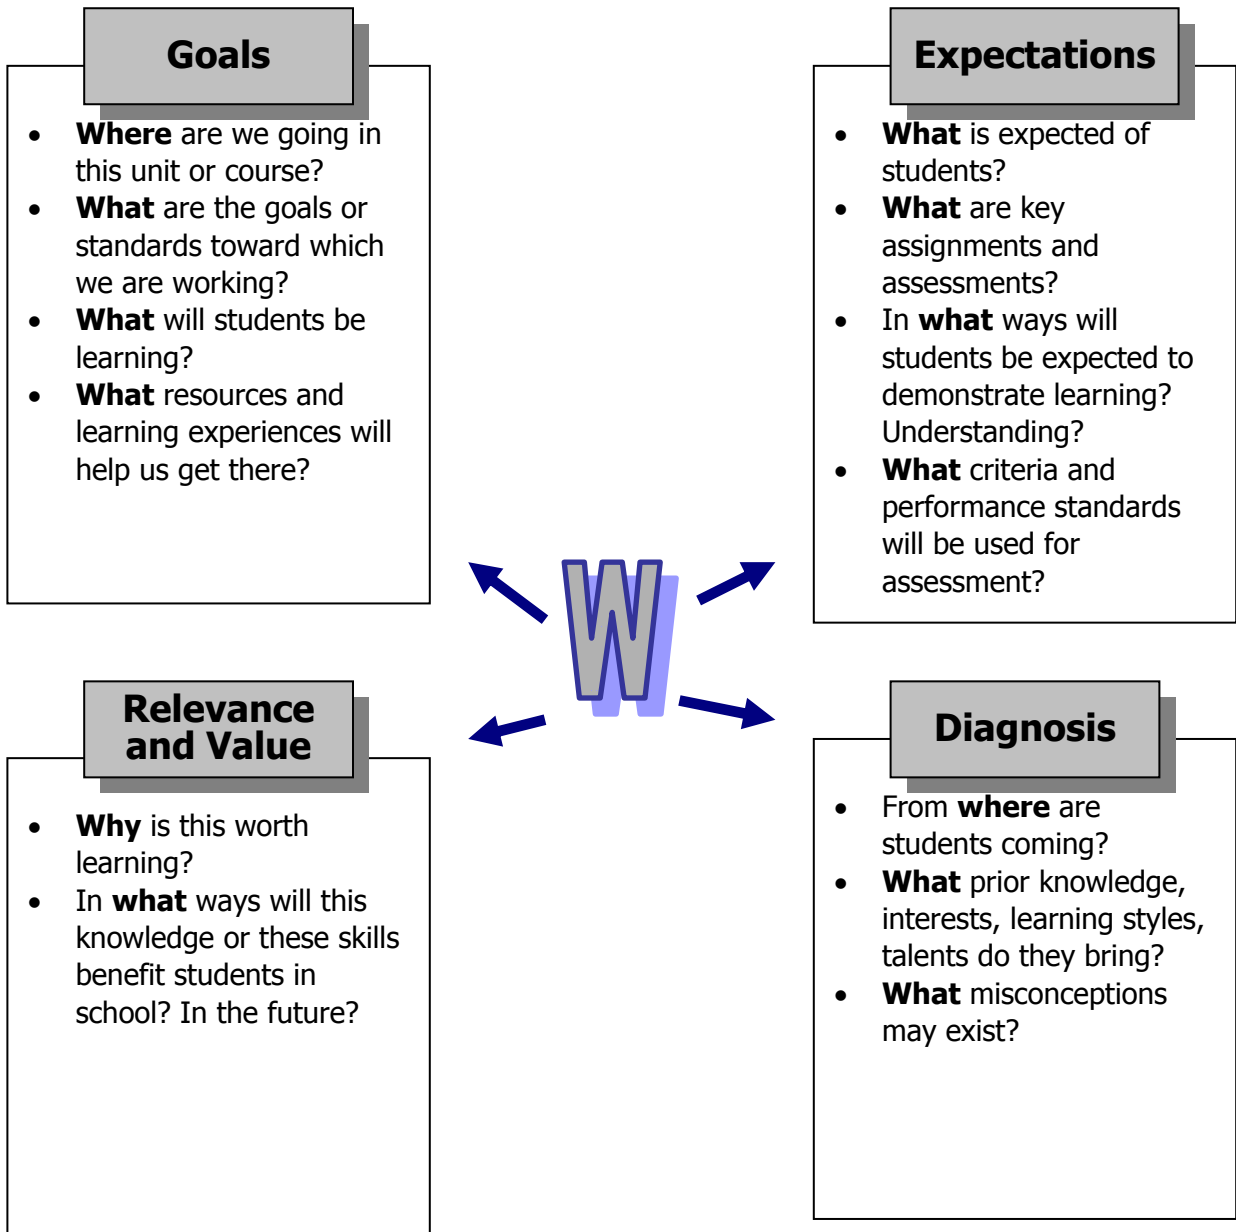 Goals
• Where are we going in
this unit or course?
• What are the goals or
standards toward which
we are working?
• What will students be
learning?
• What resources and
learning experiences will
help us get there?
Expectations
• What is expected of
students?
• What are key
assignments and
assessments?
• In what ways will
students be expected to
demonstrate learning?
Understanding?
• What criteria and
performance standards
will be used for
assessment?
W
Relevance
and Value
• Why is this worth
learning?
• In what ways will this
knowledge or these skills
benefit students in
school? In the future?
Diagnosis
• From where are
students coming?
• What prior knowledge,
interests, learning styles,
talents do they bring?
• What misconceptions
may exist?